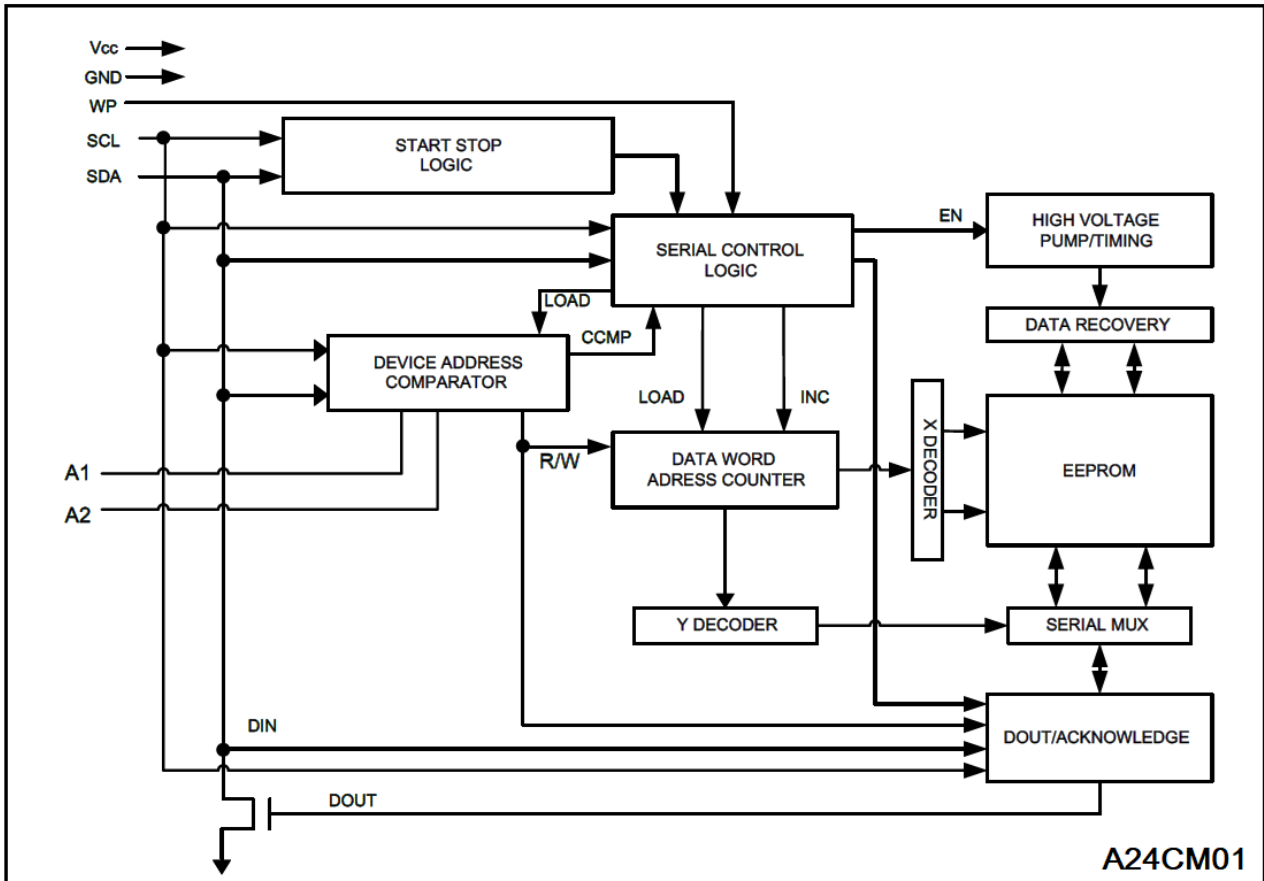 Vcc
GND
WP
SCL
SDA
START STOP
LOGIC
SERIAL CONTROL
LOGIC
EN
HIGH VOLTAGE
PUMP/TIMING
LOAD
CCMP
DATA RECOVERY
DEVICE ADDRESS
COMPARATOR
LOAD
INC
X DECODER
A1
A2
R/W
DATA WORD
ADRESS COUNTER
EEPROM
Y DECODER
SERIAL MUX
DIN
DOUT/ACKNOWLEDGE
DOUT
A24CM01